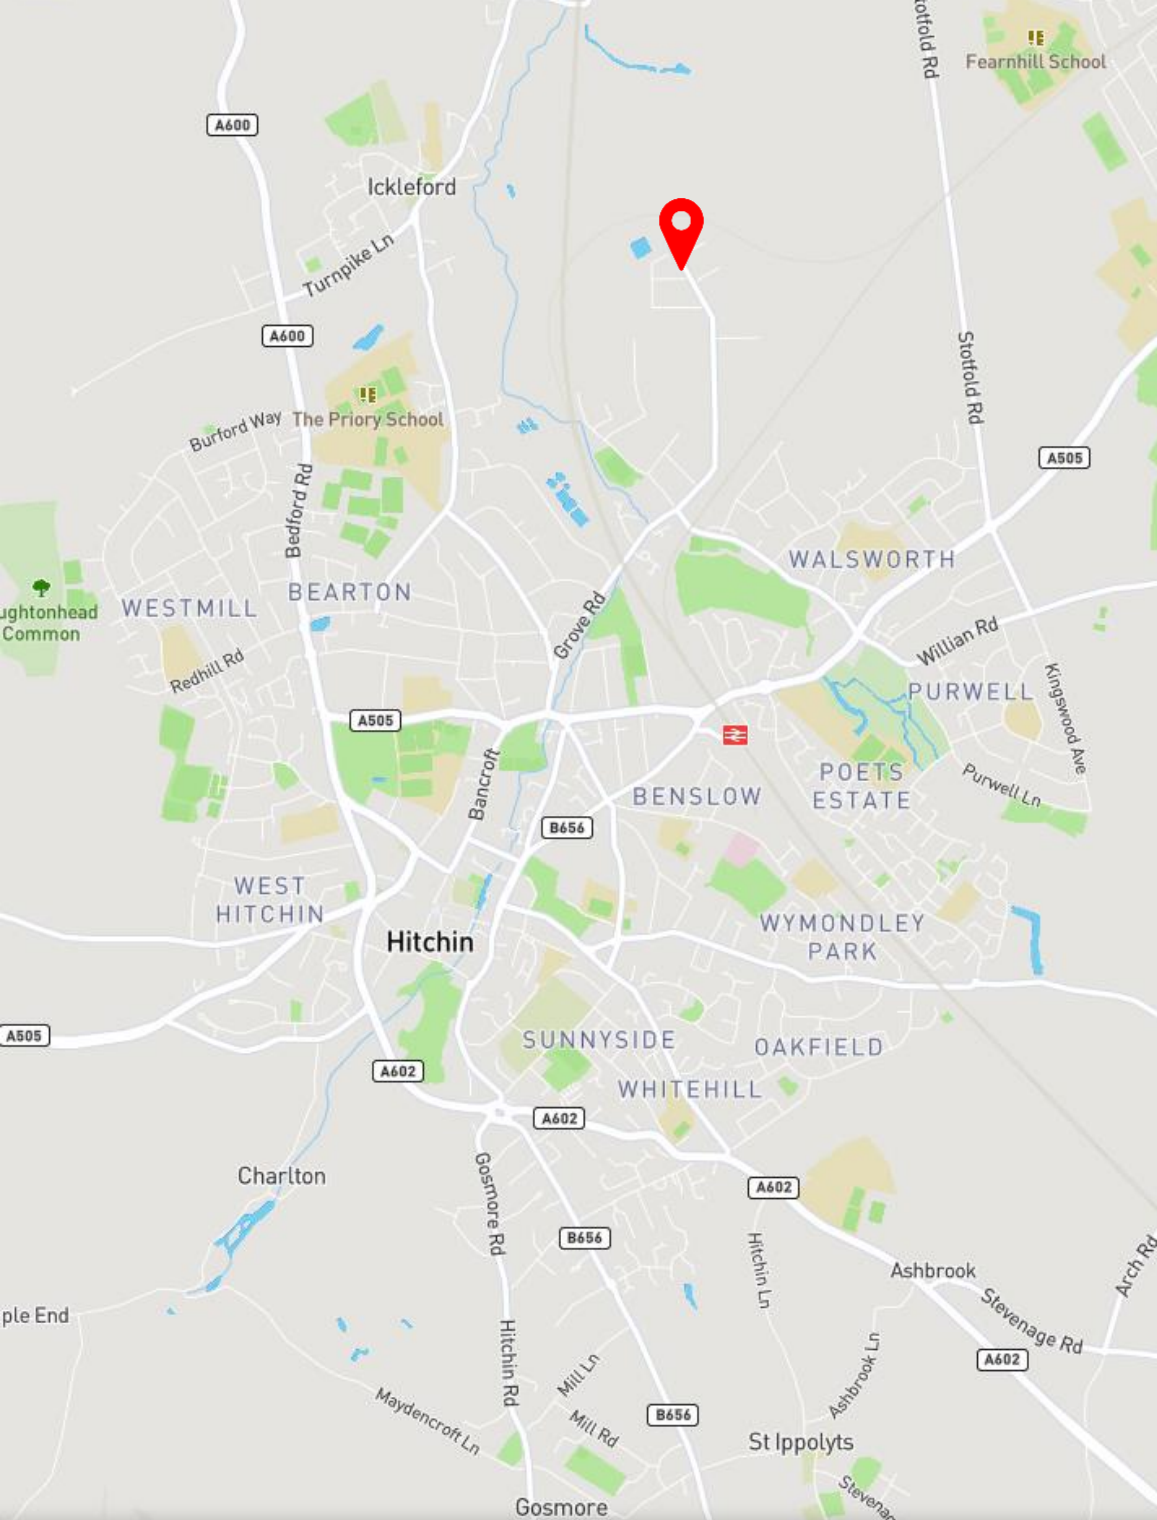 totfold Rd
Fearnhill School
A600
Ickleford
Turnpike Ln
A600
Stotfold Rd
The Priory School
Burford Way
A505
Bedford Rd
WALSWORTH
BEARTON
WESTMILL
ughtonhead
Common
Grove Rd
Willian Rd
Redhill Rd
PURWELL
Kingswood Ave
A505
Bancroft
POETS
ESTATE
Purwell Ln
BENSLOW
B656
WEST
HITCHIN
Hitchin
WYMONDLEY
PARK
A505
SUNNYSIDE
OAKFIELD
A602
WHITEHILL
A602
Charlton
Gosmore Rd
A602
B656
Hitchin Ln
Ashbrook
Arch Rd
ple End
Stevenage Rd
Hitchin Rd
A602
Mill Ln
Ashbrook Ln
Maydencroft Ln
Mill Rd
B656
St Ippolyts
Stevenag
Gosmore